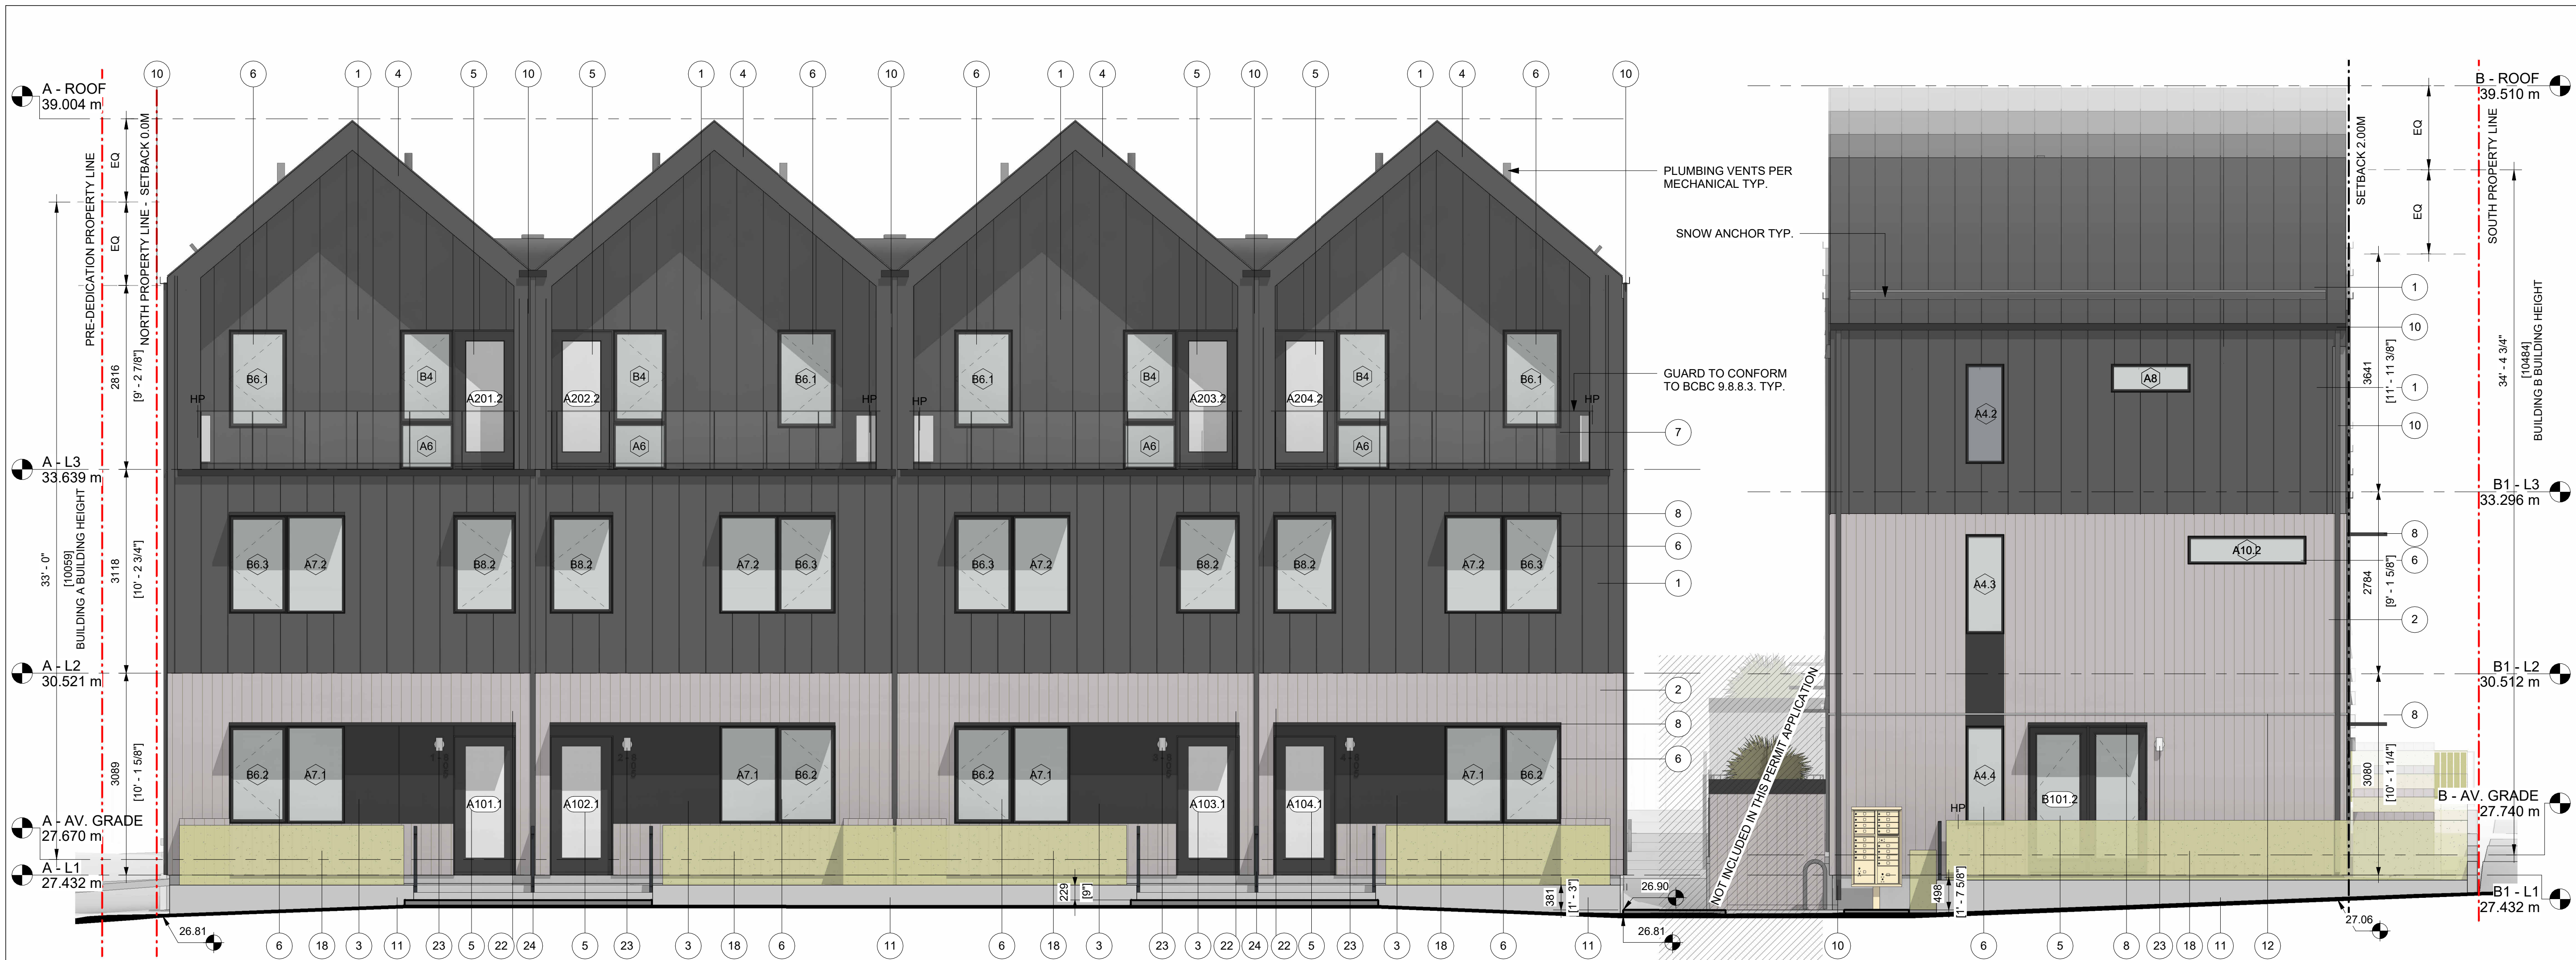 10
6
1
4
5
10
5
1
4
6
10
6
1
4
5
10
5
1
4
6
10
A - ROOF
39.004 m
B - ROOF
39.510 m
PRE-DEDICATION PROPERTY LINE
NORTH PROPERTY LINE - SETBACK 0.0M
EQ
EQ
2816
[9' - 2 7/8"]
33' - 0"
[10059]
BUILDING A BUILDING HEIGHT
3118
[10' - 2 3/4"]
3089
[10' - 1 5/8"]
A - L3
33.639 m
A - L2
30.521 m
A - AV. GRADE
27.670 m
A - L1
27.432 m
PLUMBING VENTS PER
MECHANICAL TYP.
SNOW ANCHOR TYP.
GUARD TO CONFORM
TO BCBC 9.8.8.3. TYP.
HP
B6.1
B4
A6
A201.2
A202.2
B4
A6
B6.1
HP
HP
B6.1
B4
A6
A203.2
A204.2
B4
A6
B6.1
HP
7
B6.3
A7.2
B8.2
B8.2
A7.2
B6.3
B6.3
A7.2
B8.2
B8.2
A7.2
B6.3
8
6
1
2
8
6
B6.2
A7.1
A101.1
A102.1
A7.1
B6.2
B6.2
A7.1
A103.1
A104.1
A7.1
B6.2
229
[9"]
381
[1' - 3"]
26.90
26.81
26.81
NOT INCLUDED IN THIS PERMIT APPLICATION
SETBACK 2.00M
SOUTH PROPERTY LINE
EQ
EQ
1
10
1
10
3641
[11' - 11 3/8"]
34' - 4 3/4"
[10484]
BUILDING B BUILDING HEIGHT
A4.2
A8
B1 - L3
33.296 m
8
6
2
A4.3
A10.2
2784
[9' - 1 5/8"]
B1 - L2
30.512 m
8
3080
[10' - 1 1/4"]
A4.4
B101.2
HP
B - AV. GRADE
27.740 m
B1 - L1
27.432 m
498
[1' - 7 5/8"]
27.06
6
18
3
11
23
5
22
24
5
23
3
18
6
11
6
18
3
23
3
22
24
22
5
23
3
18
6
11
10
6
5
8
23
18
11
12